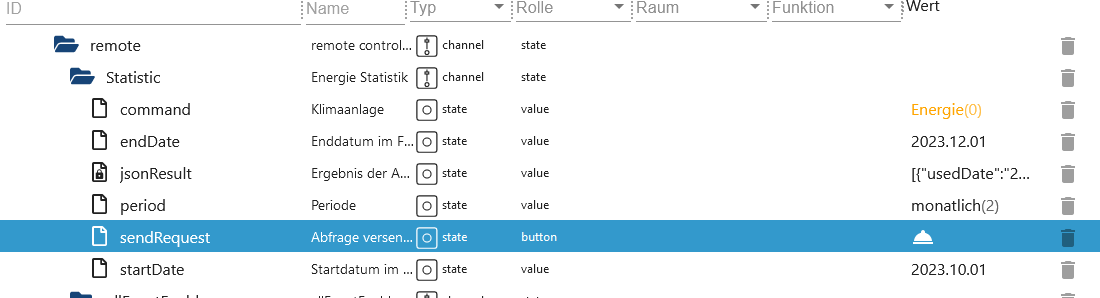 ID Name Typ Rolle Raum Funktion Wert
remote remote control... channel state
Statistic Energie Statistik channel state
command Klimaanlage state value Energie(0)
endDate Enddatum im F... state value 2023.12.01
jsonResult Ergebnis der A... state value [{"usedDate":"2...
period Periode state value monatlich(2)
sendRequest Abfrage versen... state button
startDate Startdatum im ... state value 2023.10.01